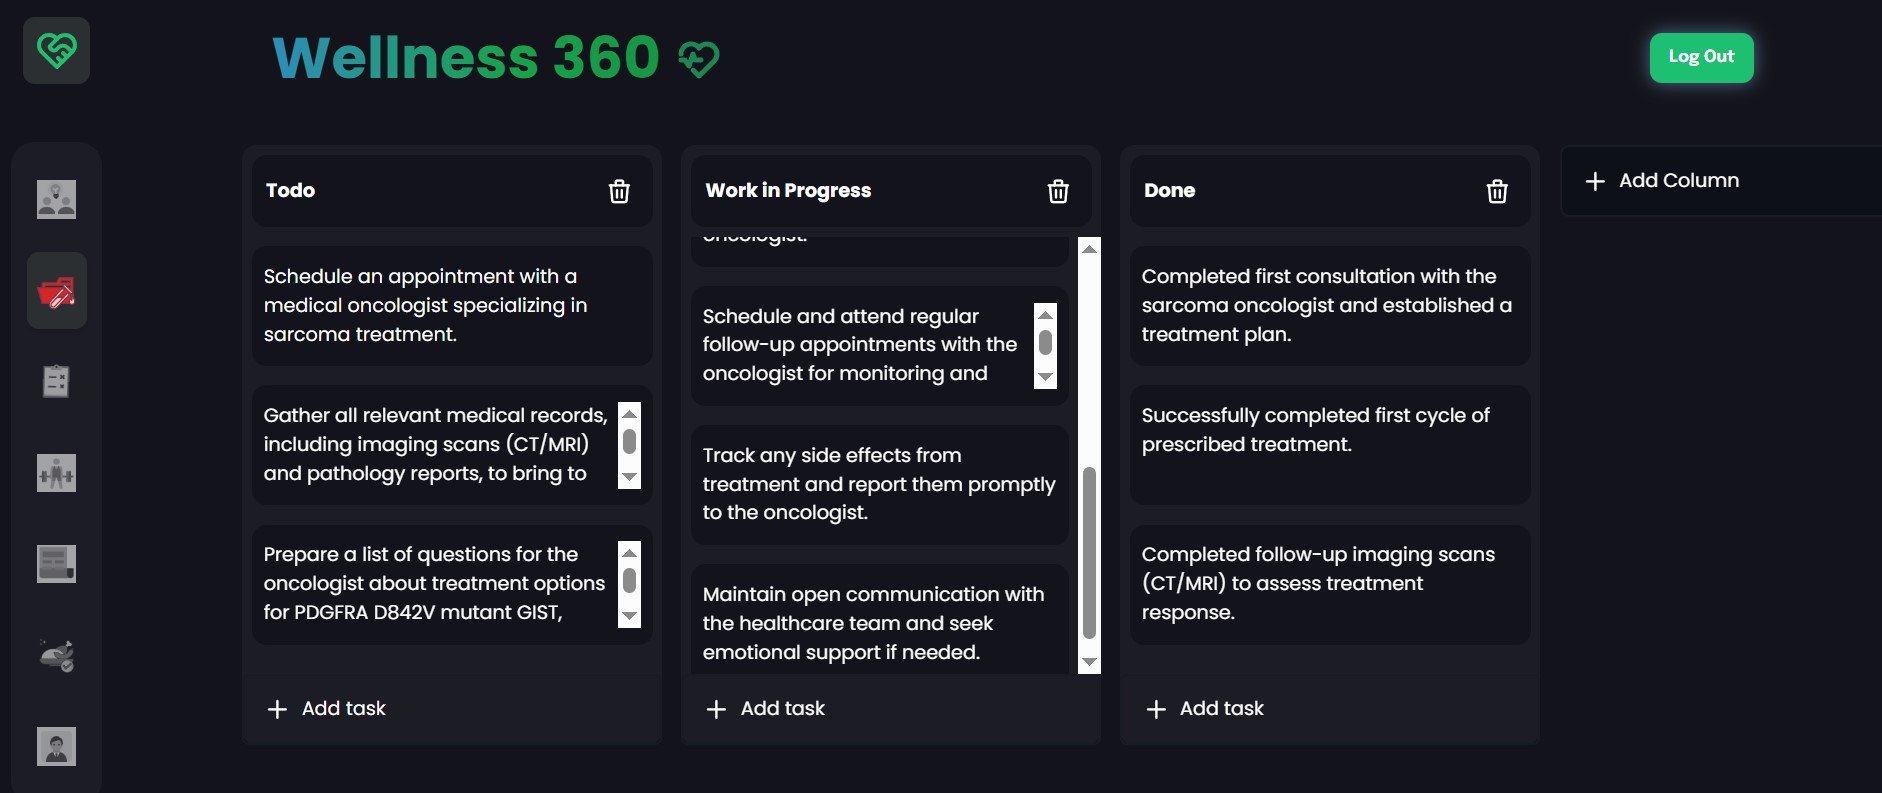 Wellness 360
Log Out
Todo
Schedule an appointment with a
medical oncologist specializing in
sarcoma treatment.
Gather all relevant medical records,
including imaging scans (CT/MRI)
and pathology reports, to bring to
Prepare a list of questions for the
oncologist about treatment options
for PDGFRA D842V mutant GIST,
+ Add task
Work in Progress
oncologist.
Schedule and attend regular
follow-up appointments with the
oncologist for monitoring and
Track any side effects from
treatment and report them promptly
to the oncologist.
Maintain open communication with
the healthcare team and seek
emotional support if needed.
+ Add task
Done
Completed first consultation with the
sarcoma oncologist and established a
treatment plan.
Successfully completed first cycle of
prescribed treatment.
Completed follow-up imaging scans
(CT/MRI) to assess treatment
response.
+ Add task
+ Add Column